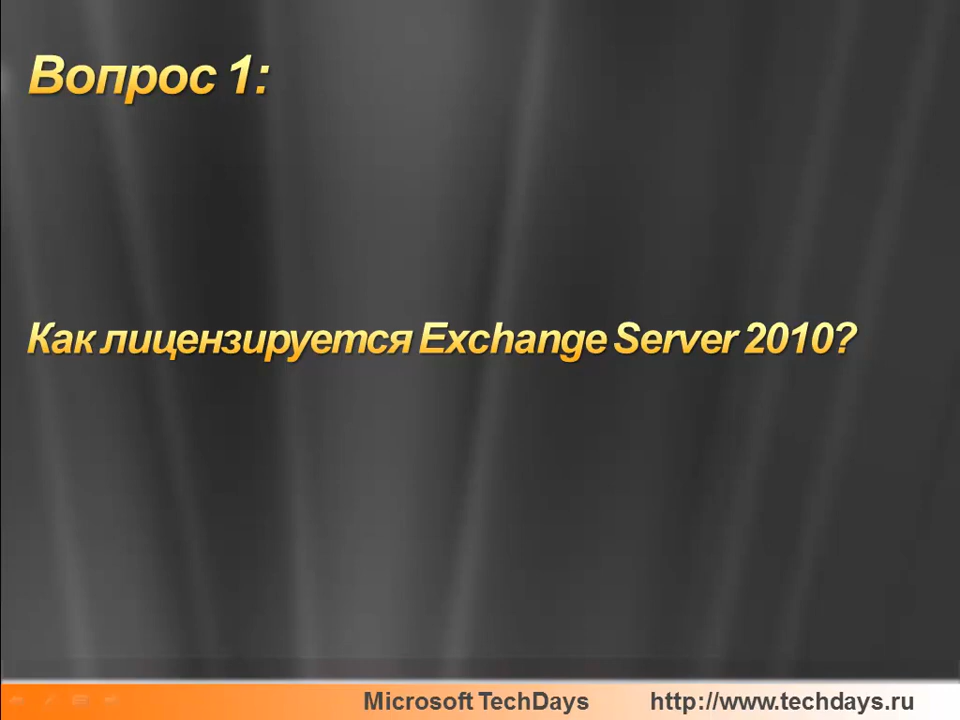 Вопрос 1:
Как лицензируется Exchange Server 2010?
Microsoft TechDays http://www.techdays.ru